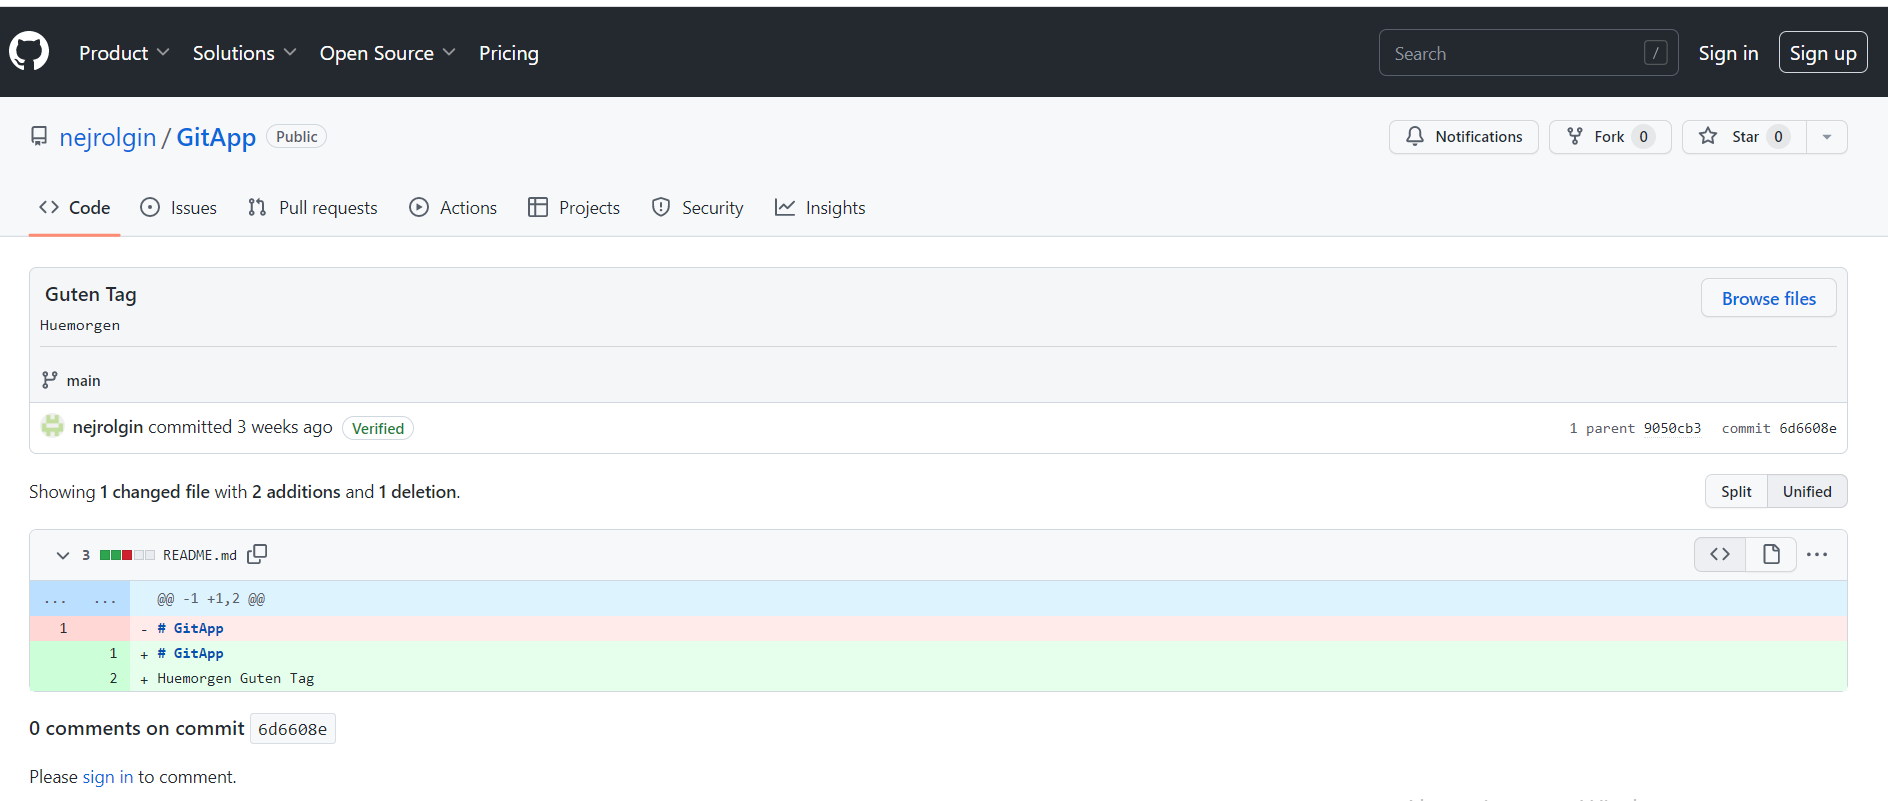 Product Solutions Open Source Pricing Search / Sign in Sign up
nejrolgin / GitApp Public Notifications Fork 0 Star 0
<> Code Issues Pull requests Actions Projects Security Insights
Guten Tag
Browse files
Huemorgen
main
nejrolgin committed 3 weeks ago Verified 1 parent 9050cb3 commit 6d6608e
Showing 1 changed file with 2 additions and 1 deletion.
Split Unified
3 README.md <> ...
... ... @@ -1 +1,2 @@
1 - # GitApp
1 + # GitApp
2 + Huemorgen Guten Tag
0 comments on commit 6d6608e
Please sign in to comment.